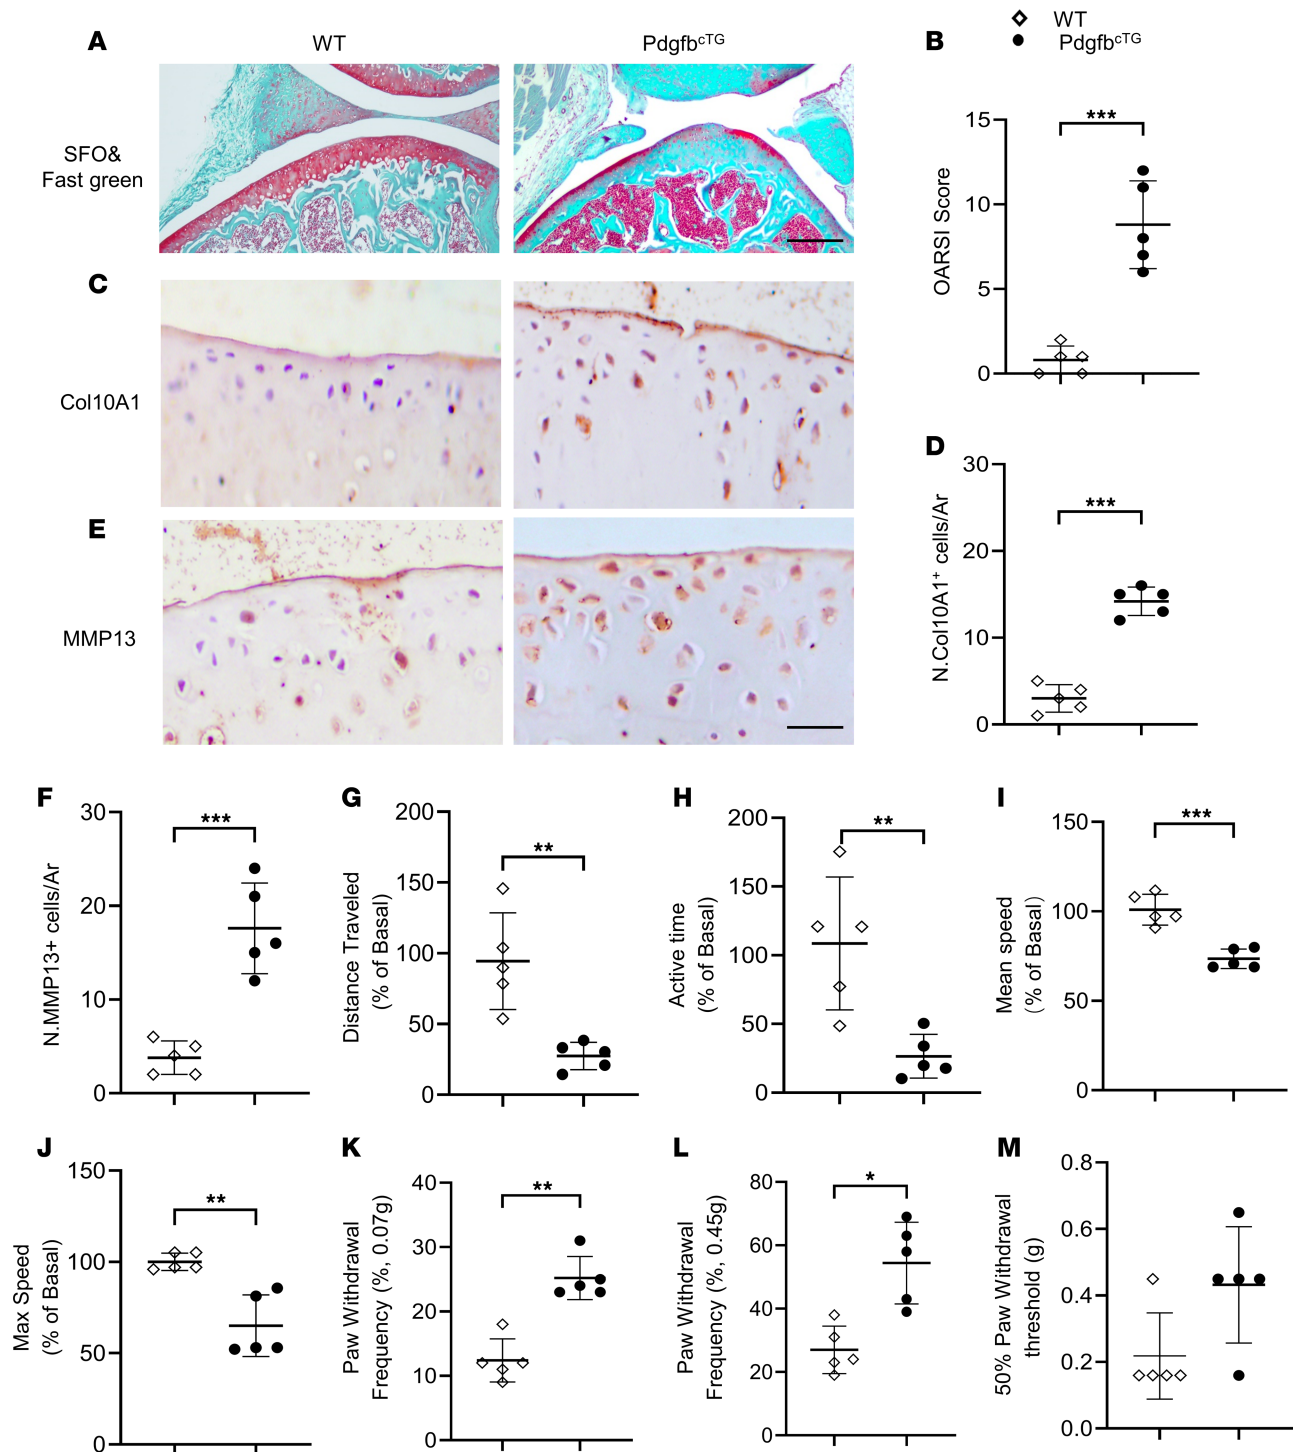 A
WT
PdgfbcTG
SFO&
Fast green
B
WT
PdgfbcTG
OARSI Score
15
10
5
0
***
C
Col10A1
D
N.Col10A1+ cells/Ar
30
20
10
0
***
E
MMP13
F
N.MMP13+ cells/Ar
30
20
10
0
***
G
Distance Traveled
(% of Basal)
200
150
100
50
0
**
H
Active time
(% of Basal)
200
150
100
50
0
**
I
Mean speed
(% of Basal)
150
100
50
0
***
J
Max Speed
(% of Basal)
150
100
50
0
**
K
Paw Withdrawal
Frequency (%, 0.07g)
40
30
20
10
0
**
L
Paw Withdrawal
Frequency (%, 0.45g)
80
60
40
20
0
*
M
50% Paw Withdrawal
threshold (g)
0.8
0.6
0.4
0.2
0.0